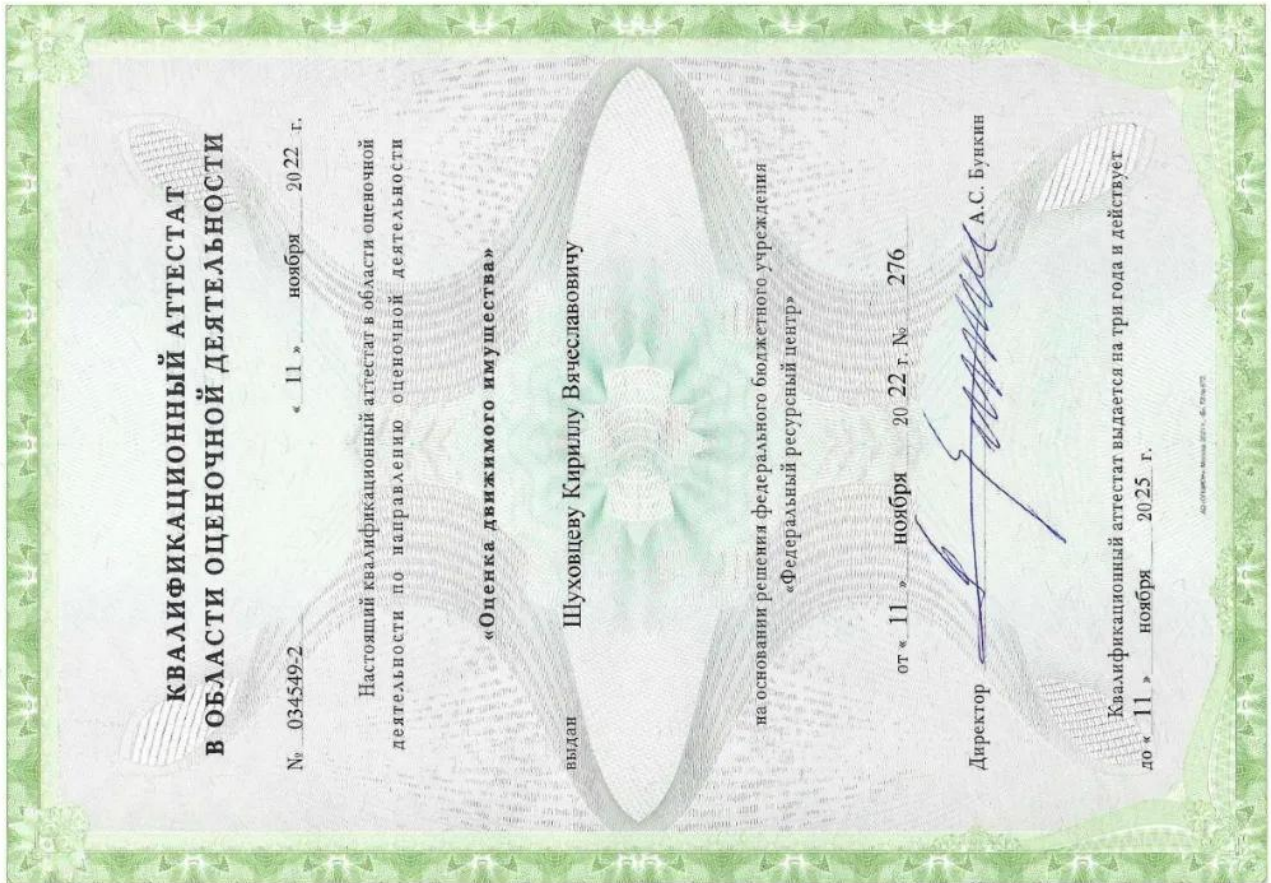 КВАЛИФИКАЦИОННЫЙ АТТЕСТАТ
В ОБЛАСТИ ОЦЕНОЧНОЙ ДЕЯТЕЛЬНОСТИ
№ 034549-2 « 11 » ноября 2022 г.
Настоящий квалификационный аттестат в области оценочной
деятельности по направлению оценочной деятельности
«Оценка движимого имущества»
выдан Шуховцеву Кириллу Вячеславовичу
на основании решения федерального бюджетного учреждения
«Федеральный ресурсный центр»
от « 11 » ноября 20 22 г. № 276
Директор А.С. Бункин
Квалификационный аттестат выдается на три года и действует
до « 11 » ноября 2025 г.